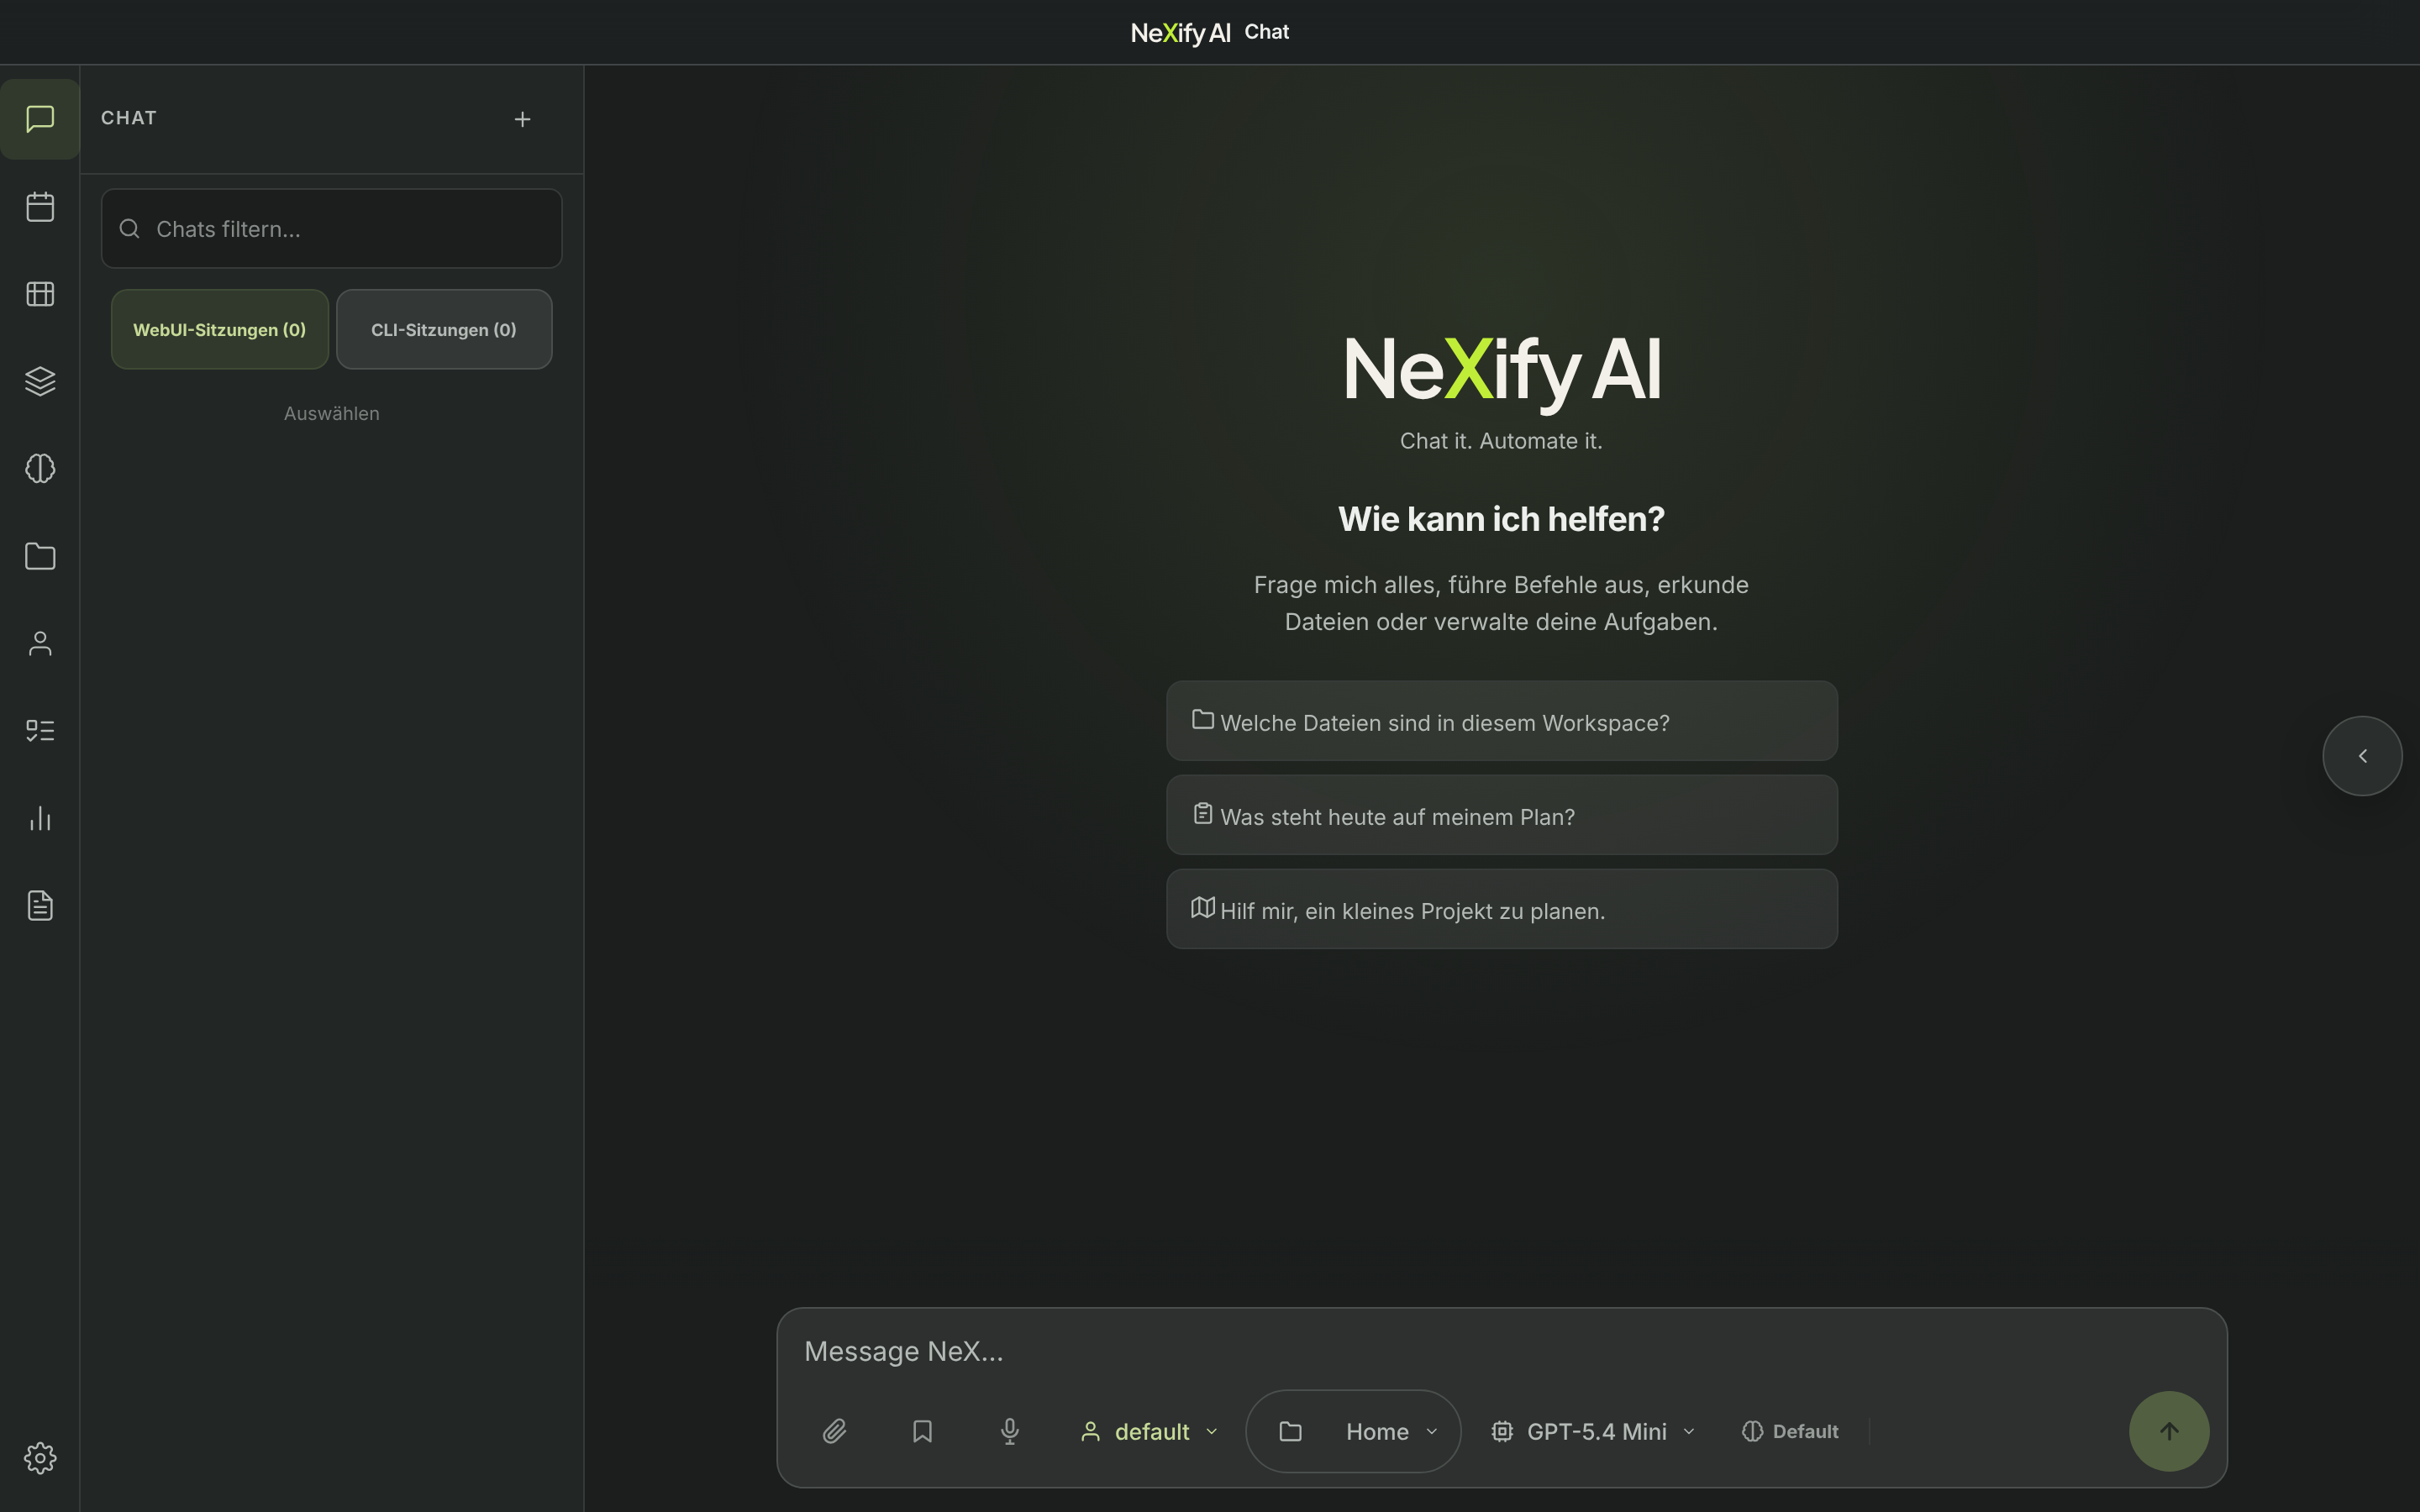 NeXify AI Chat
CHAT
Chats filtern...
WebUI-Sitzungen (0)
CLI-Sitzungen (0)
Auswählen
NeXify AI
Chat it. Automate it.
Wie kann ich helfen?
Frage mich alles, führe Befehle aus, erkunde
Dateien oder verwalte deine Aufgaben.
Welche Dateien sind in diesem Workspace?
Was steht heute auf meinem Plan?
Hilf mir, ein kleines Projekt zu planen.
Message NeX...
default
Home
GPT-5.4 Mini
Default